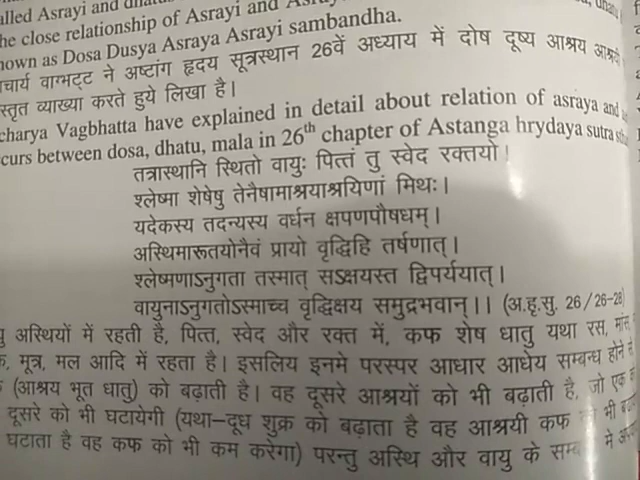 alled Asrayi and
he close relationship of Asrayi and
nown as Dosa Dusya Asraya Asrayi sambandha.
चार्य वाग्भट्ट ने अष्टांग हृदय सूत्रस्थान 26वें अध्याय में दोष दूष्य आश्रय
स्तृत व्याख्या करते हुये लिखा है।
charya Vagbhatta have explained in detail about relation of asraya and
curs between dosa, dhatu, mala in 26th chapter of Astanga hrydaya sutra
तत्रास्थानि स्थितो वायुः पित्तं तु स्वेद रक्तयो।
श्लेष्मा शेषेषु तेनैषामाश्रयाश्रयिणां मिथः।
यदेकस्य तदन्यस्य वर्धन क्षपणपौषधम्।
अस्थिमारूतयोनैवं प्रायो वृद्धिहि तर्षणात्।
श्लेष्मणाऽनुगता तस्मात् सऽक्षयस्त द्विपर्ययात्।
वायुनाऽनुगतोऽस्माच्च वृद्धिक्षय समुद्रभवान्।। (अ.हृ.सु. 26/26-28)
यु अस्थियों में रहती है, पित्त, स्वेद और रक्त में, कफ शेष धातु यथा रस, मांस,
मूत्र, मल आदि में रहता है। इसलिय इनमे परस्पर आधार आधेय सम्बन्ध होने से
(आश्रय भूत धातु) को बढ़ाती है। वह दूसरे आश्रयों को भी बढ़ाती है, जो एक
दूसरे को भी घटायेगी (यथा–दूध शुक्र को बढ़ाता है वह आश्रयी कफ को भी
घटाता है वह कफ को भी कम करेगा) परन्तु अस्थि और वायु के में